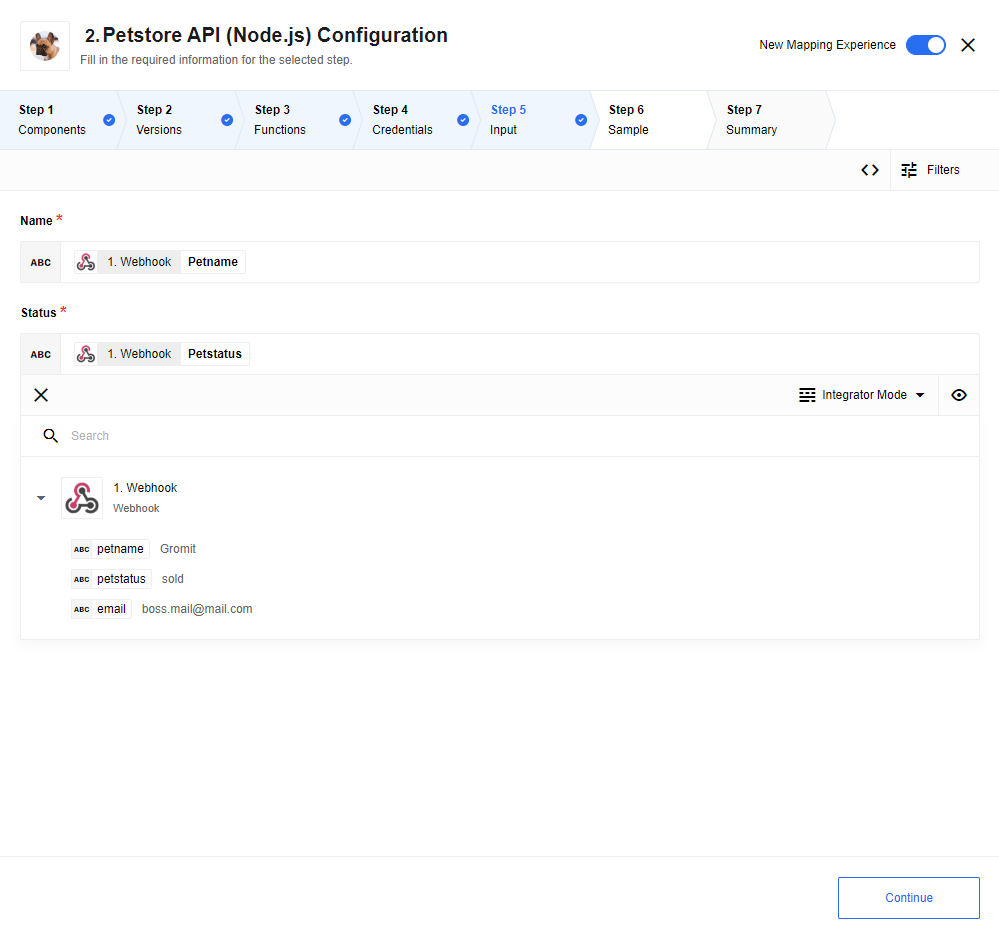 2. Petstore API (Node.js) Configuration
Fill in the required information for the selected step.
New Mapping Experience
Step 1
Components
Step 2
Versions
Step 3
Functions
Step 4
Credentials
Step 5
Input
Step 6
Sample
Step 7
Summary
Filters
Name *
ABC 1. Webhook Petname
Status *
ABC 1. Webhook Petstatus
Integrator Mode
Search
1. Webhook
Webhook
ABC petname Gromit
ABC petstatus sold
ABC email boss.mail@mail.com
Continue